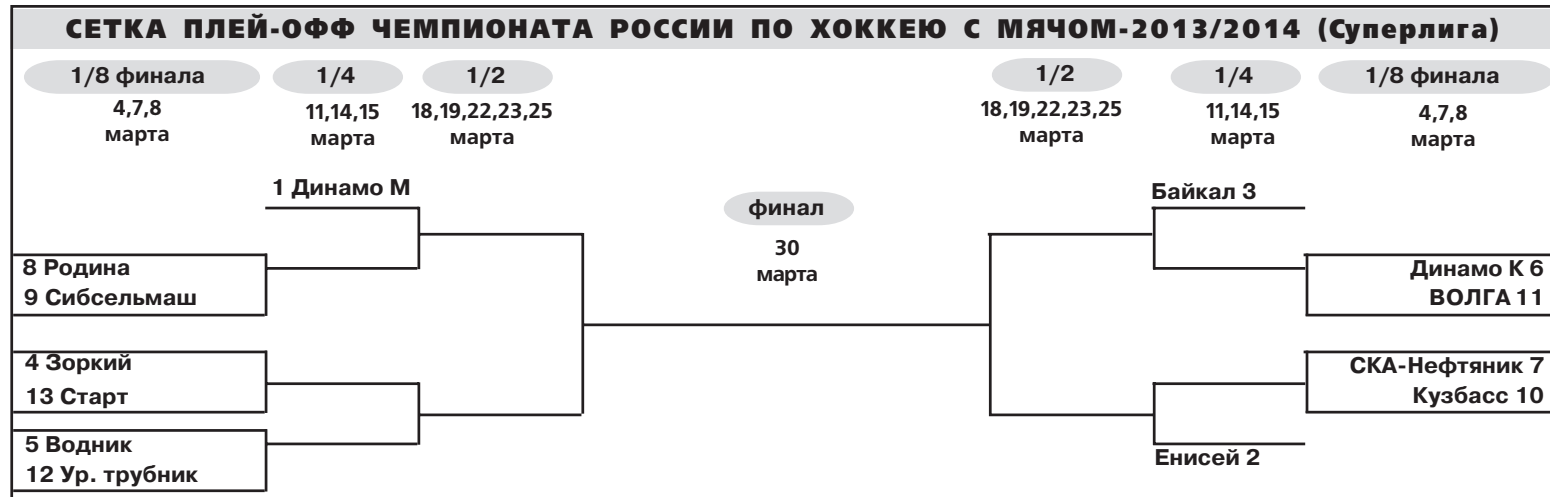 СЕТКА ПЛЕЙ-ОФФ ЧЕМПИОНАТА РОССИИ ПО ХОККЕЮ С МЯЧОМ-2013/2014 (Суперлига)
1/8 финала
1/4
1/2
1/2
1/4
1/8 финала
4,7,8
марта
11,14,15
марта
18,19,22,23,25
марта
18,19,22,23,25
марта
11,14,15
марта
4,7,8
марта
1 Динамо М
8 Родина
9 Сибсельмаш
4 Зоркий
13 Старт
5 Водник
12 Ур. трубник
финал
30
марта
Байкал 3
Динамо К 6
ВОЛГА 11
СКА-Нефтяник 7
Кузбасс 10
Енисей 2